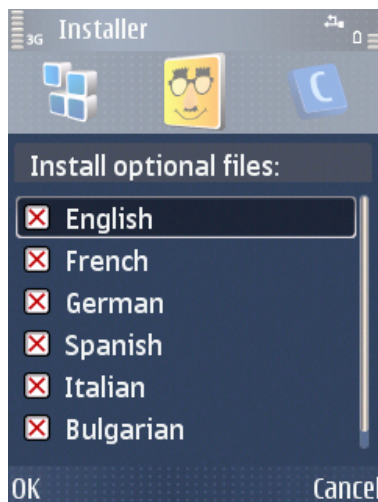 3G Installer
C
Install optional files:
English
French
German
Spanish
Italian
Bulgarian
OK Cancel